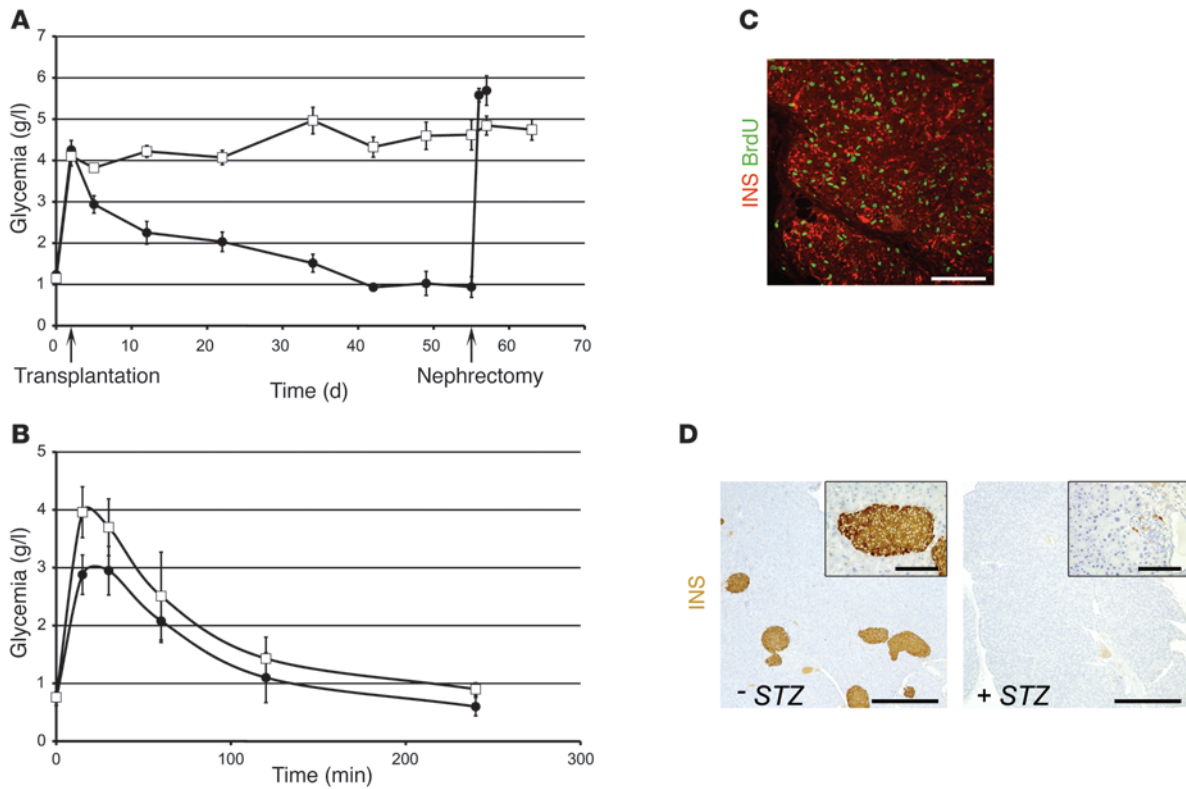 A
7
6
5
4
3
2
1
0
Glycemia (g/l)
0 10 20 30 40 50 60 70
Transplantation
Time (d)
Nephrectomy
B
5
4
3
2
1
0
Glycemia (g/l)
0 100 200 300
Time (min)
C
INS BrdU
D
INS
- STZ
+ STZ